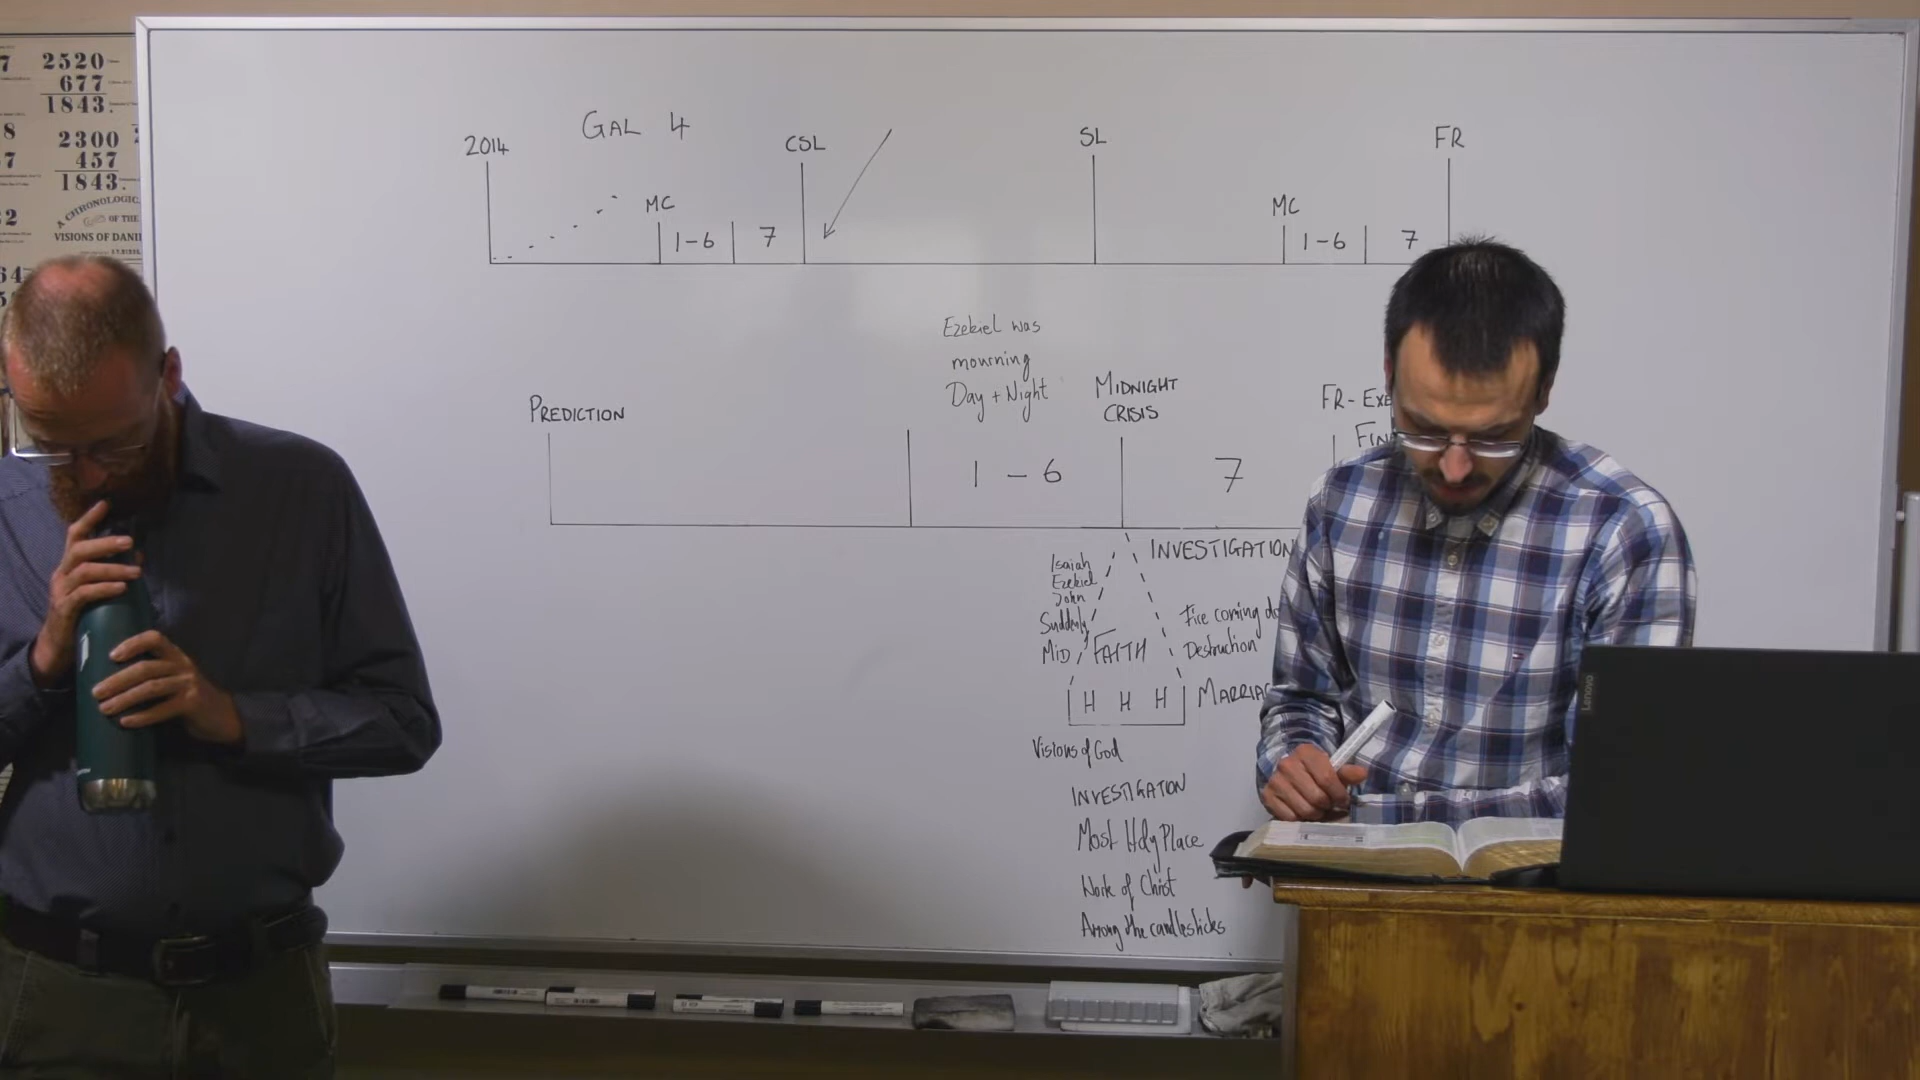 2520
677
1843.
2300
457
1843.
A CHRONOLOGIC
OF THE
VISIONS OF DANI
GAL 4
2014
CSL
SL
FR
MC
1-6
7
MC
1-6
7
Ezekiel was
mourning
Day + Night
PREDICTION
MIDNIGHT
CRISIS
FR - EXE
FIN
1 - 6
7
INVESTIGATION
Isaiah
Ezekiel
John
Suddenly
MID
FAITH
Fire coming do
Destruction
H H H
MARRIAG
Visions of God
INVESTIGATION
Most Holy Place
Work of Christ
Among the candlesticks
Lenovo